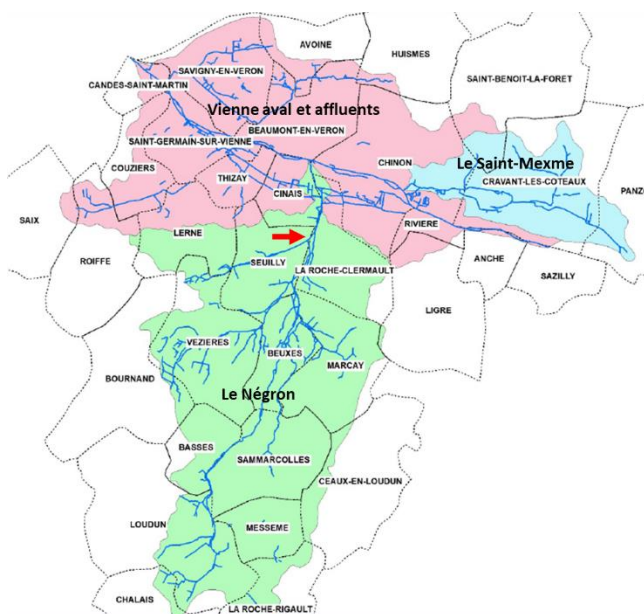 AVOINE
HUISMES
SAVIGNY-EN-VERON
SAINT-BENOIT-LA-FORET
CANDES-SAINT-MARTIN
Vienne aval et affluents
BEAUMONT-EN-VERON
SAINT-GERMAIN-SUR-VIENNE
CHINON
Le Saint-Mexme
COUZIERS
THIZAY
CRAVANT-LES-COTEAUX
PANZO
CINAIS
SAIX
RIVIERE
LERNE
ANCHE
ROIFFE
SEUILLY
SAZILLY
LA ROCHE-CLERMAULT
LIGRE
VEZIERES
BEUXES
MARCAY
BOURNAND
Le Négron
BASSES
SAMMARCOLLES
CEAUX-EN-LOUDUN
LOUDUN
MESSEME
CHALAIS
LA ROCHE-RIGAULT